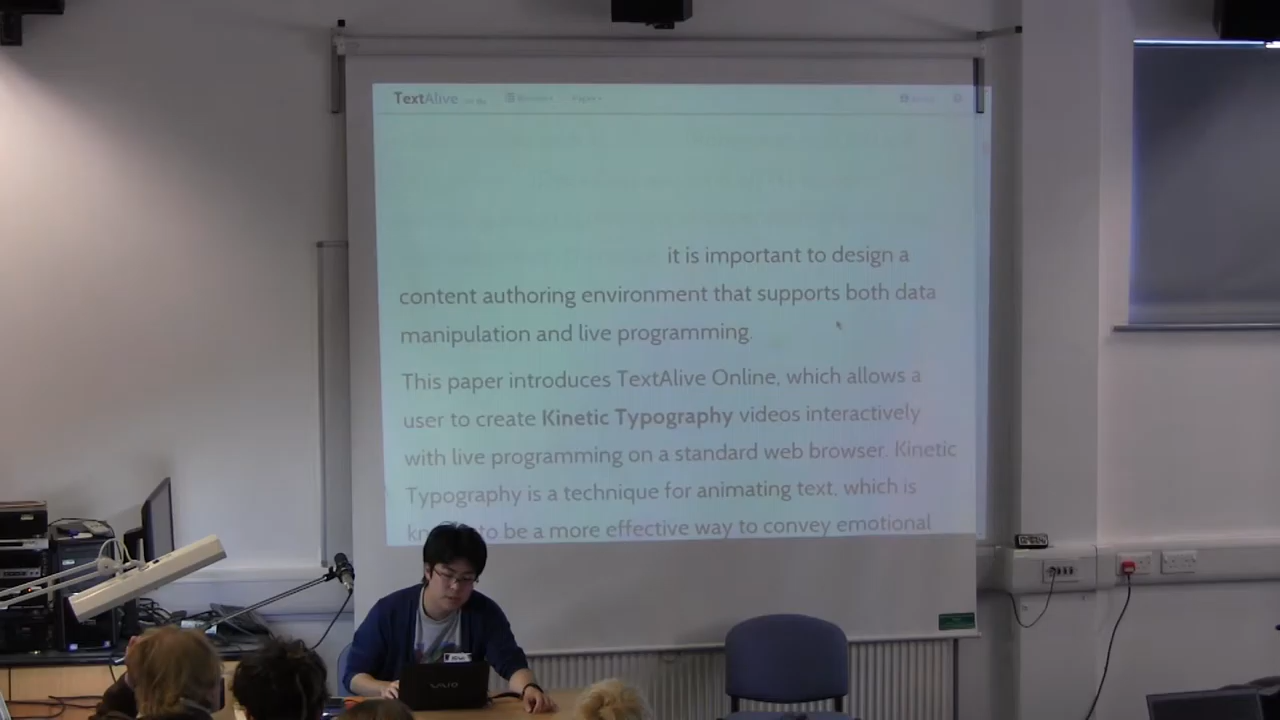 TextAlive
it is important to design a
content authoring environment that supports both data
manipulation and live programming.
This paper introduces TextAlive Online, which allows a
user to create Kinetic Typography videos interactively
with live programming on a standard web browser. Kinetic
Typography is a technique for animating text, which is
to be a more effective way to convey emotional
VAIO